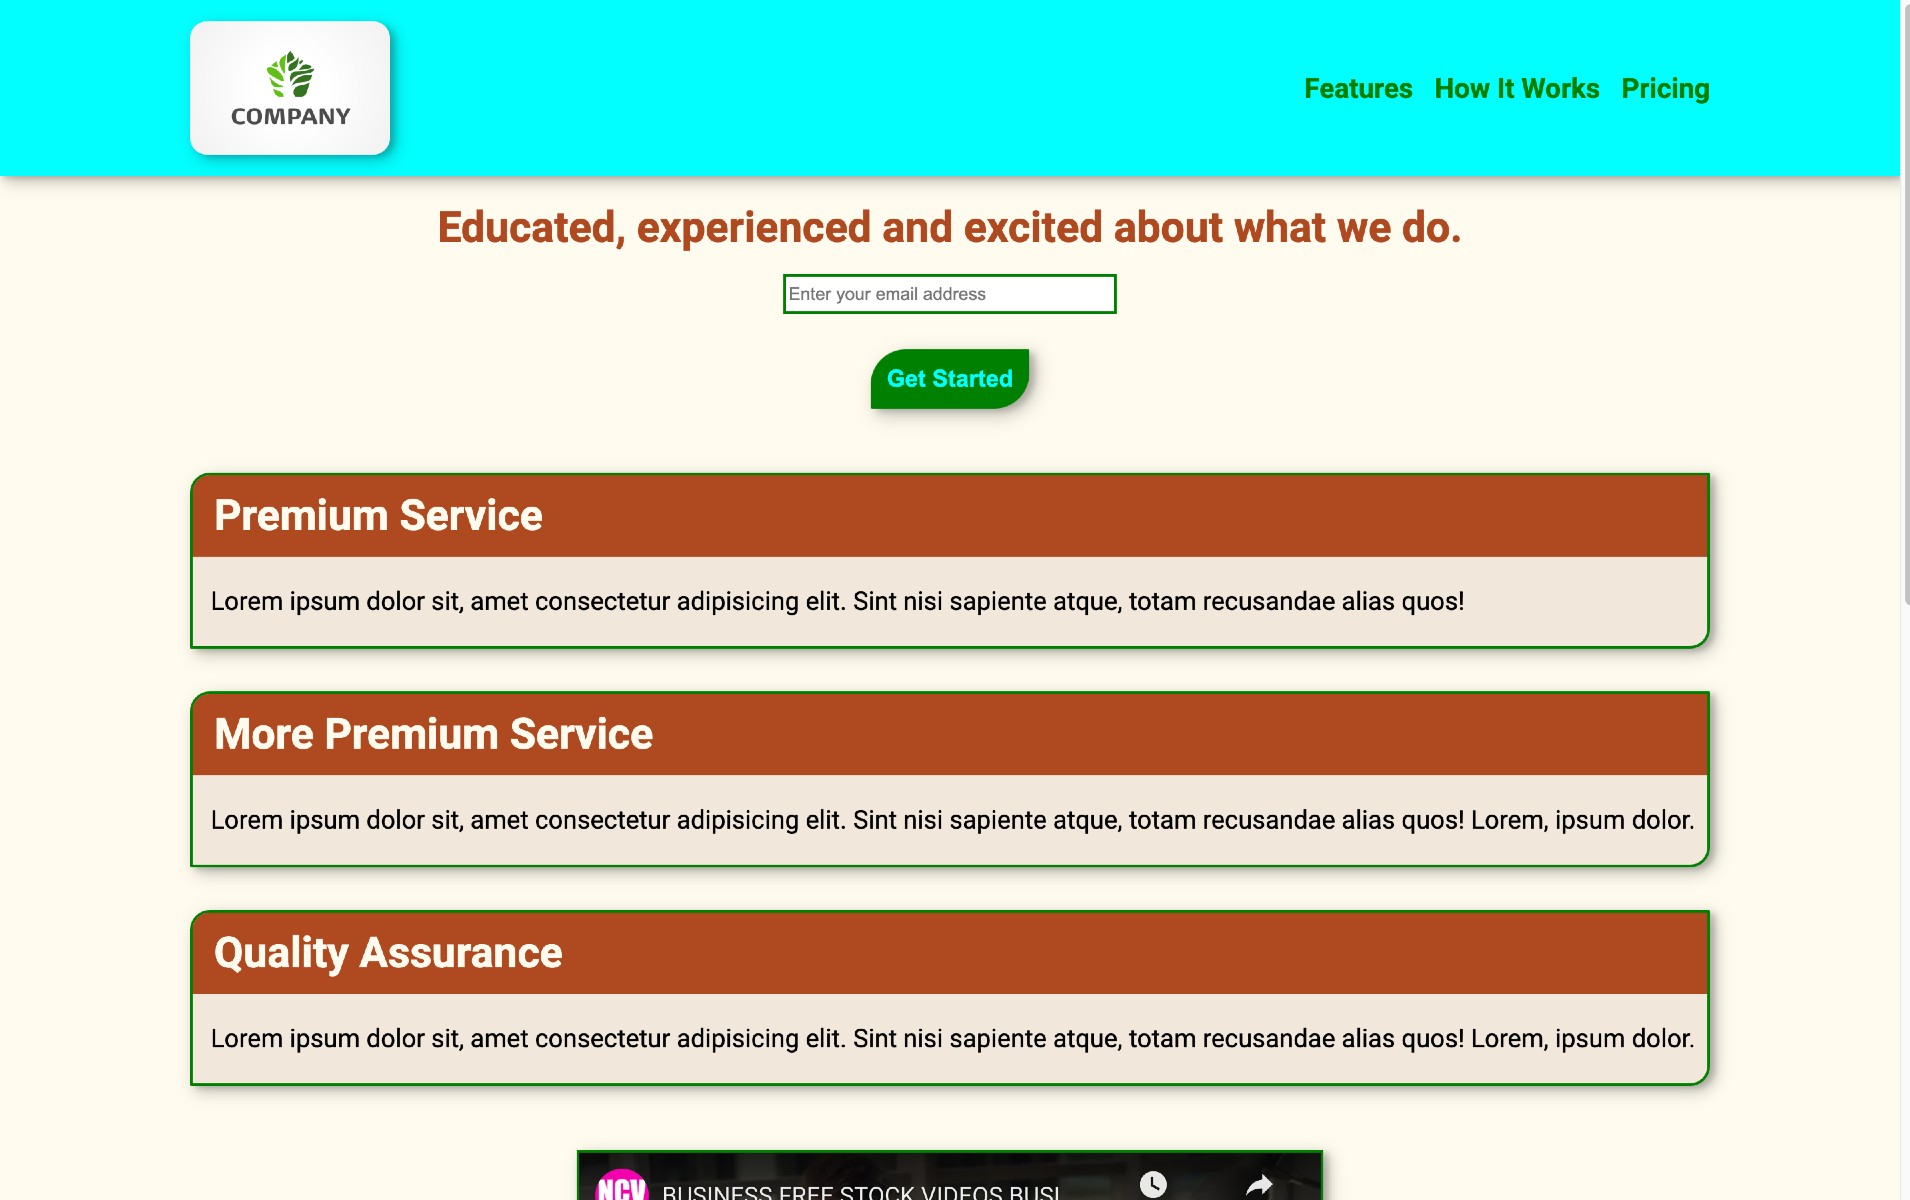 COMPANY
Features How It Works Pricing
Educated, experienced and excited about what we do.
Enter your email address
Get Started
Premium Service
Lorem ipsum dolor sit, amet consectetur adipisicing elit. Sint nisi sapiente atque, totam recusandae alias quos!
More Premium Service
Lorem ipsum dolor sit, amet consectetur adipisicing elit. Sint nisi sapiente atque, totam recusandae alias quos! Lorem, ipsum dolor.
Quality Assurance
Lorem ipsum dolor sit, amet consectetur adipisicing elit. Sint nisi sapiente atque, totam recusandae alias quos! Lorem, ipsum dolor.
NCV BUSINESS FREE STOCK VIDEOS BUSI